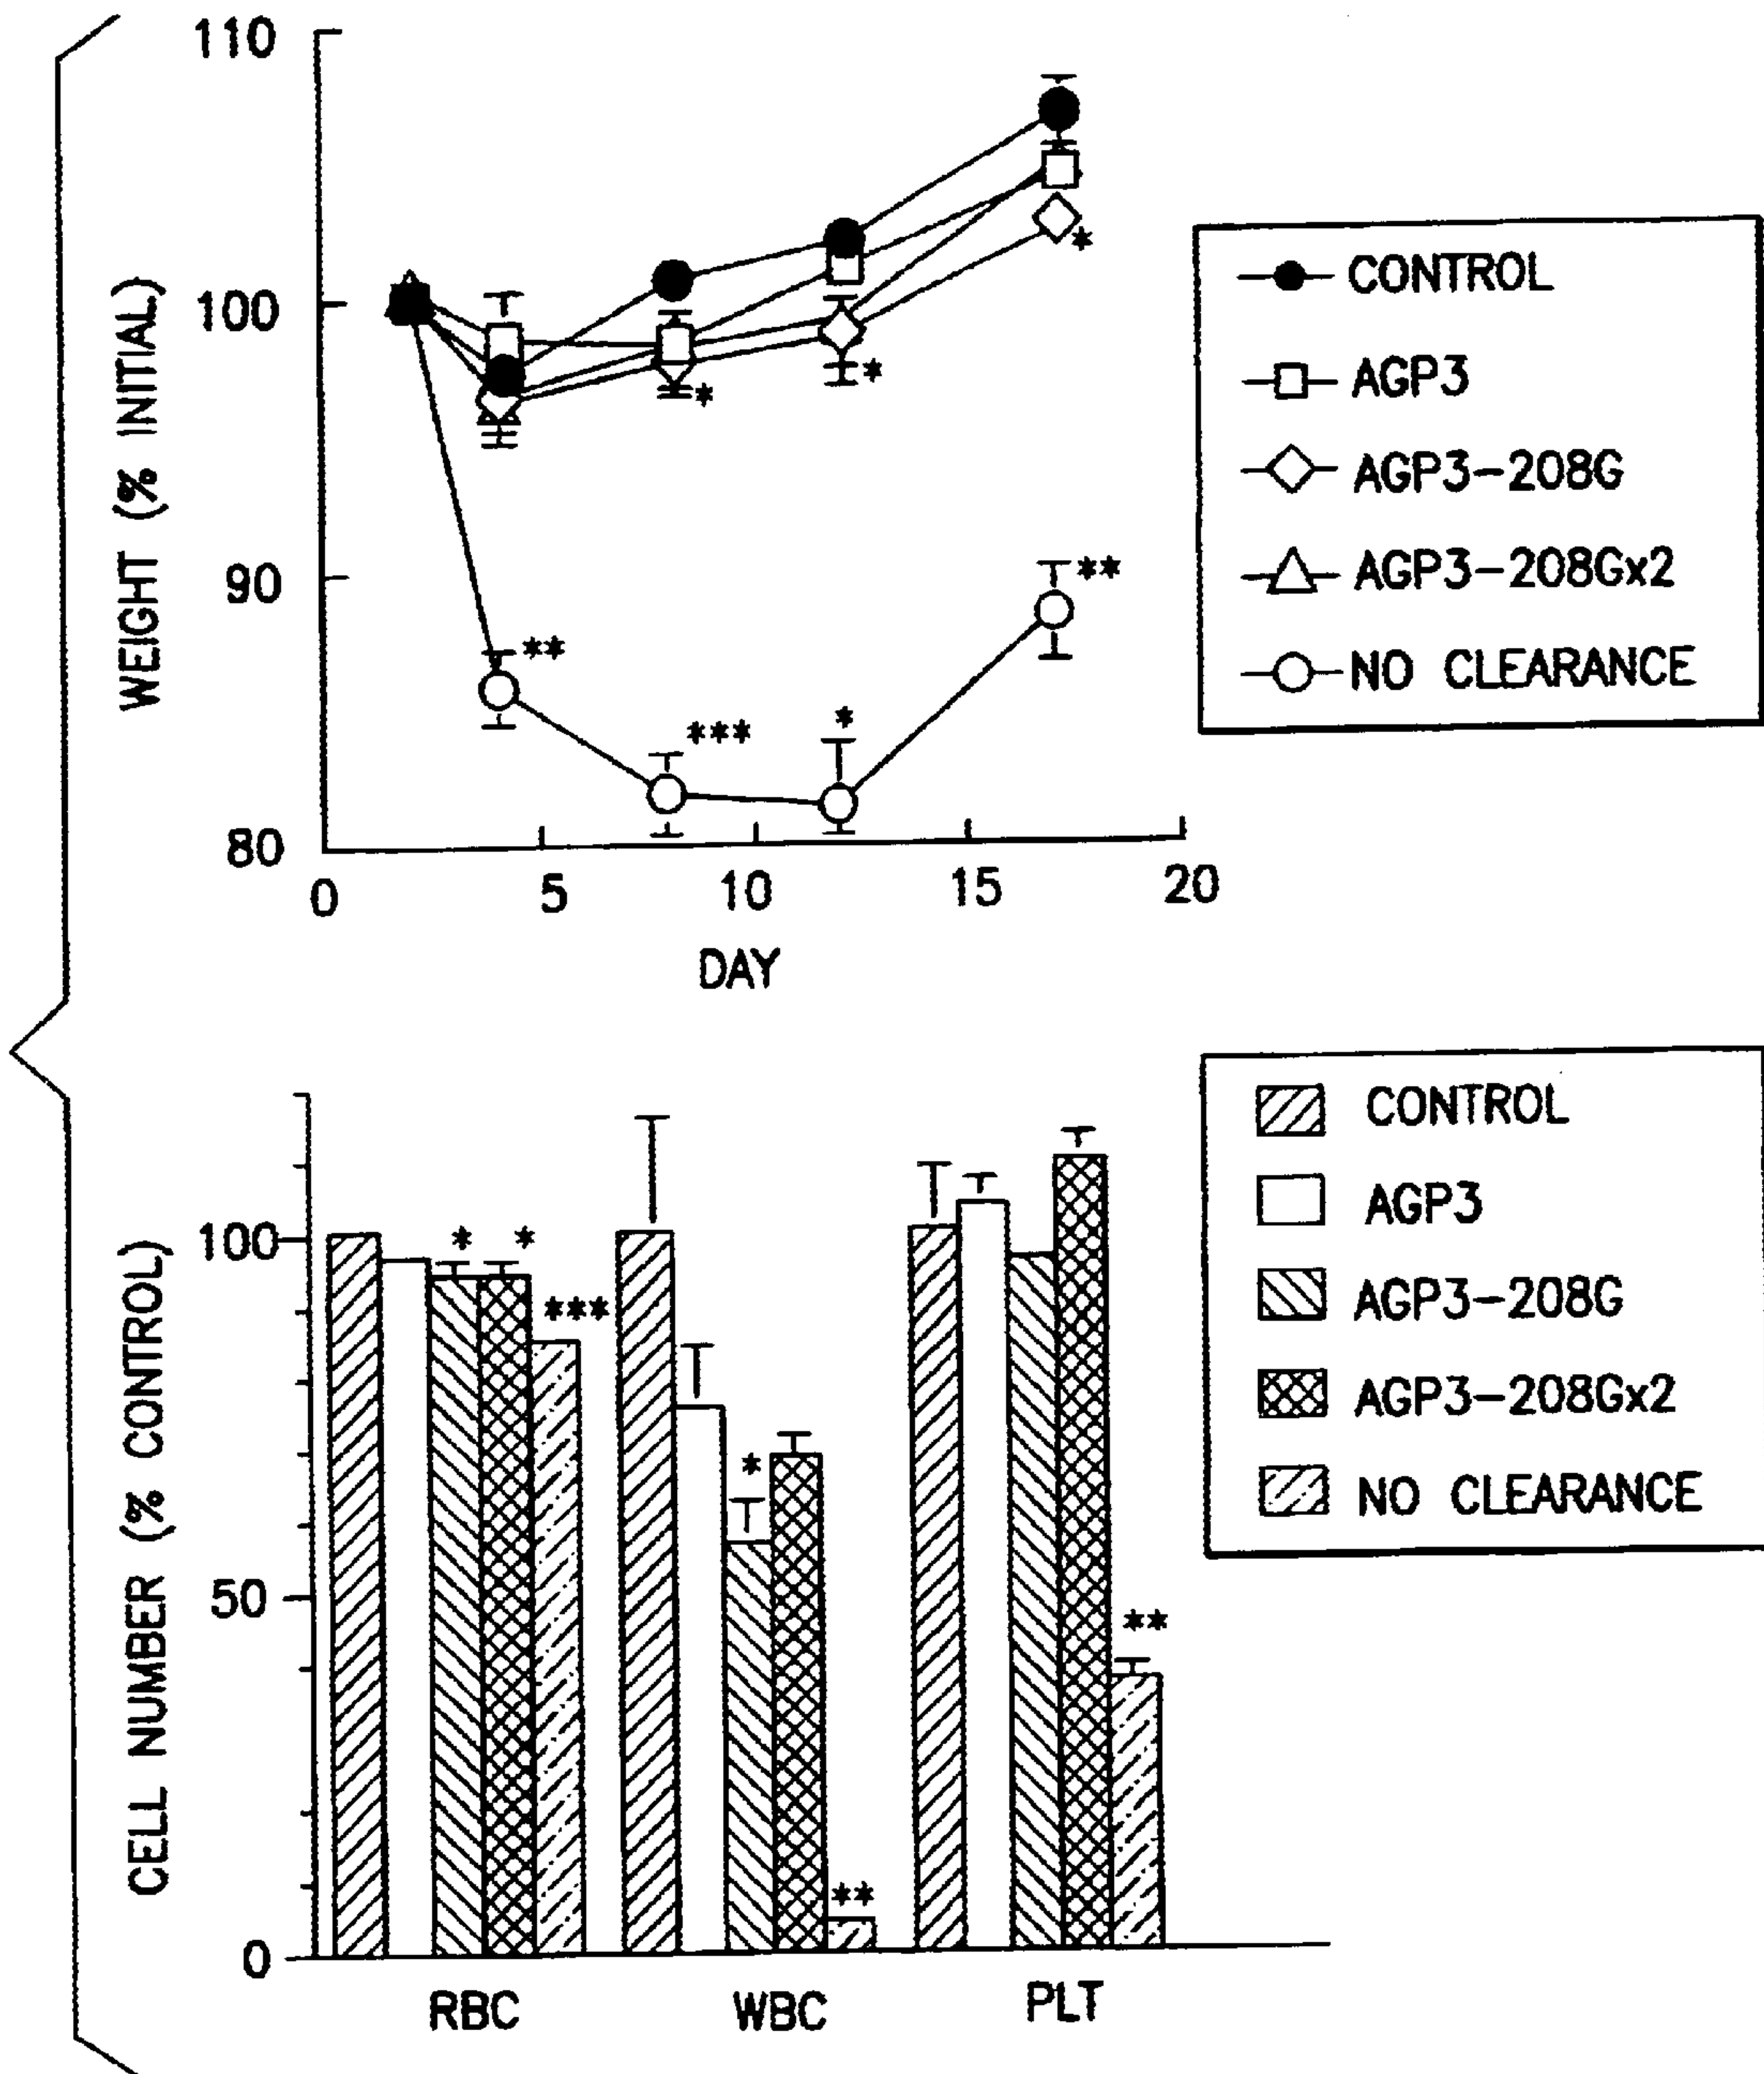 110
100
90
80
WEIGHT (% INITIAL)
*
*
*
**
***
*
**
0 5 10 15 20
DAY
CONTROL
AGP3
AGP3-208G
AGP3-208Gx2
NO CLEARANCE
100
50
0
CELL NUMBER (% CONTROL)
* *
***
*
**
**
RBC WBC PLT
CONTROL
AGP3
AGP3-208G
AGP3-208Gx2
NO CLEARANCE